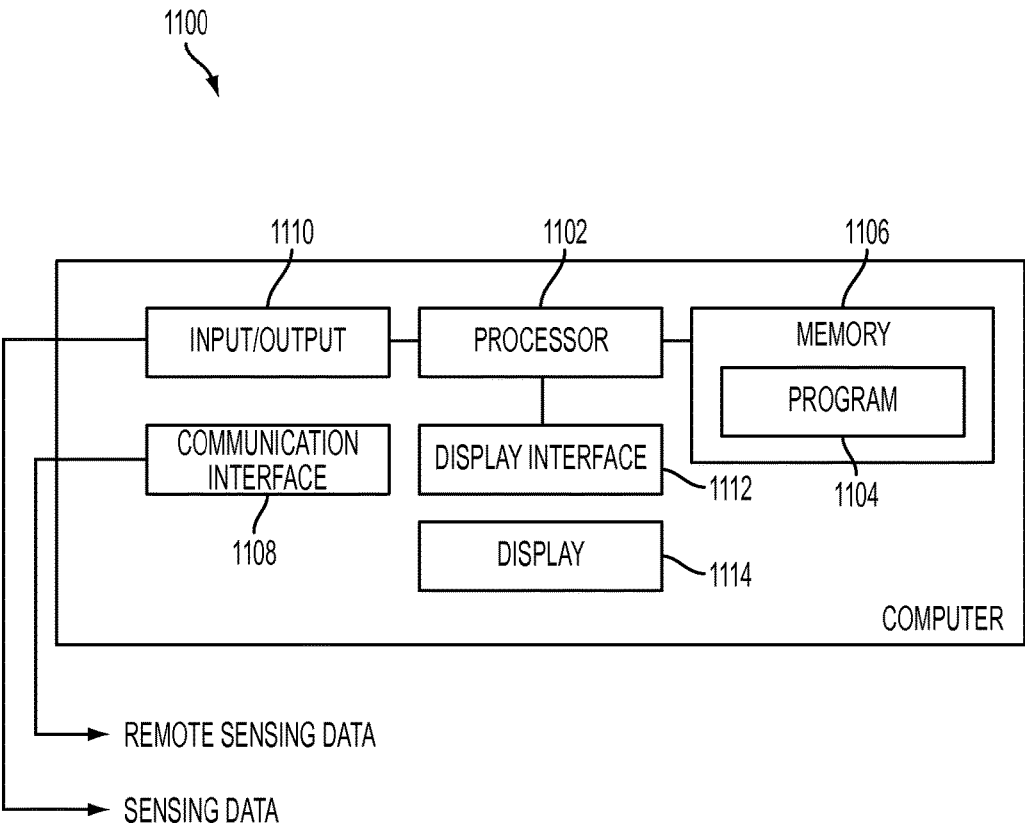 1100
1110
1102
1106
INPUT/OUTPUT
PROCESSOR
MEMORY
PROGRAM
COMMUNICATION
INTERFACE
DISPLAY INTERFACE
1112
1104
1108
DISPLAY
1114
COMPUTER
REMOTE SENSING DATA
SENSING DATA